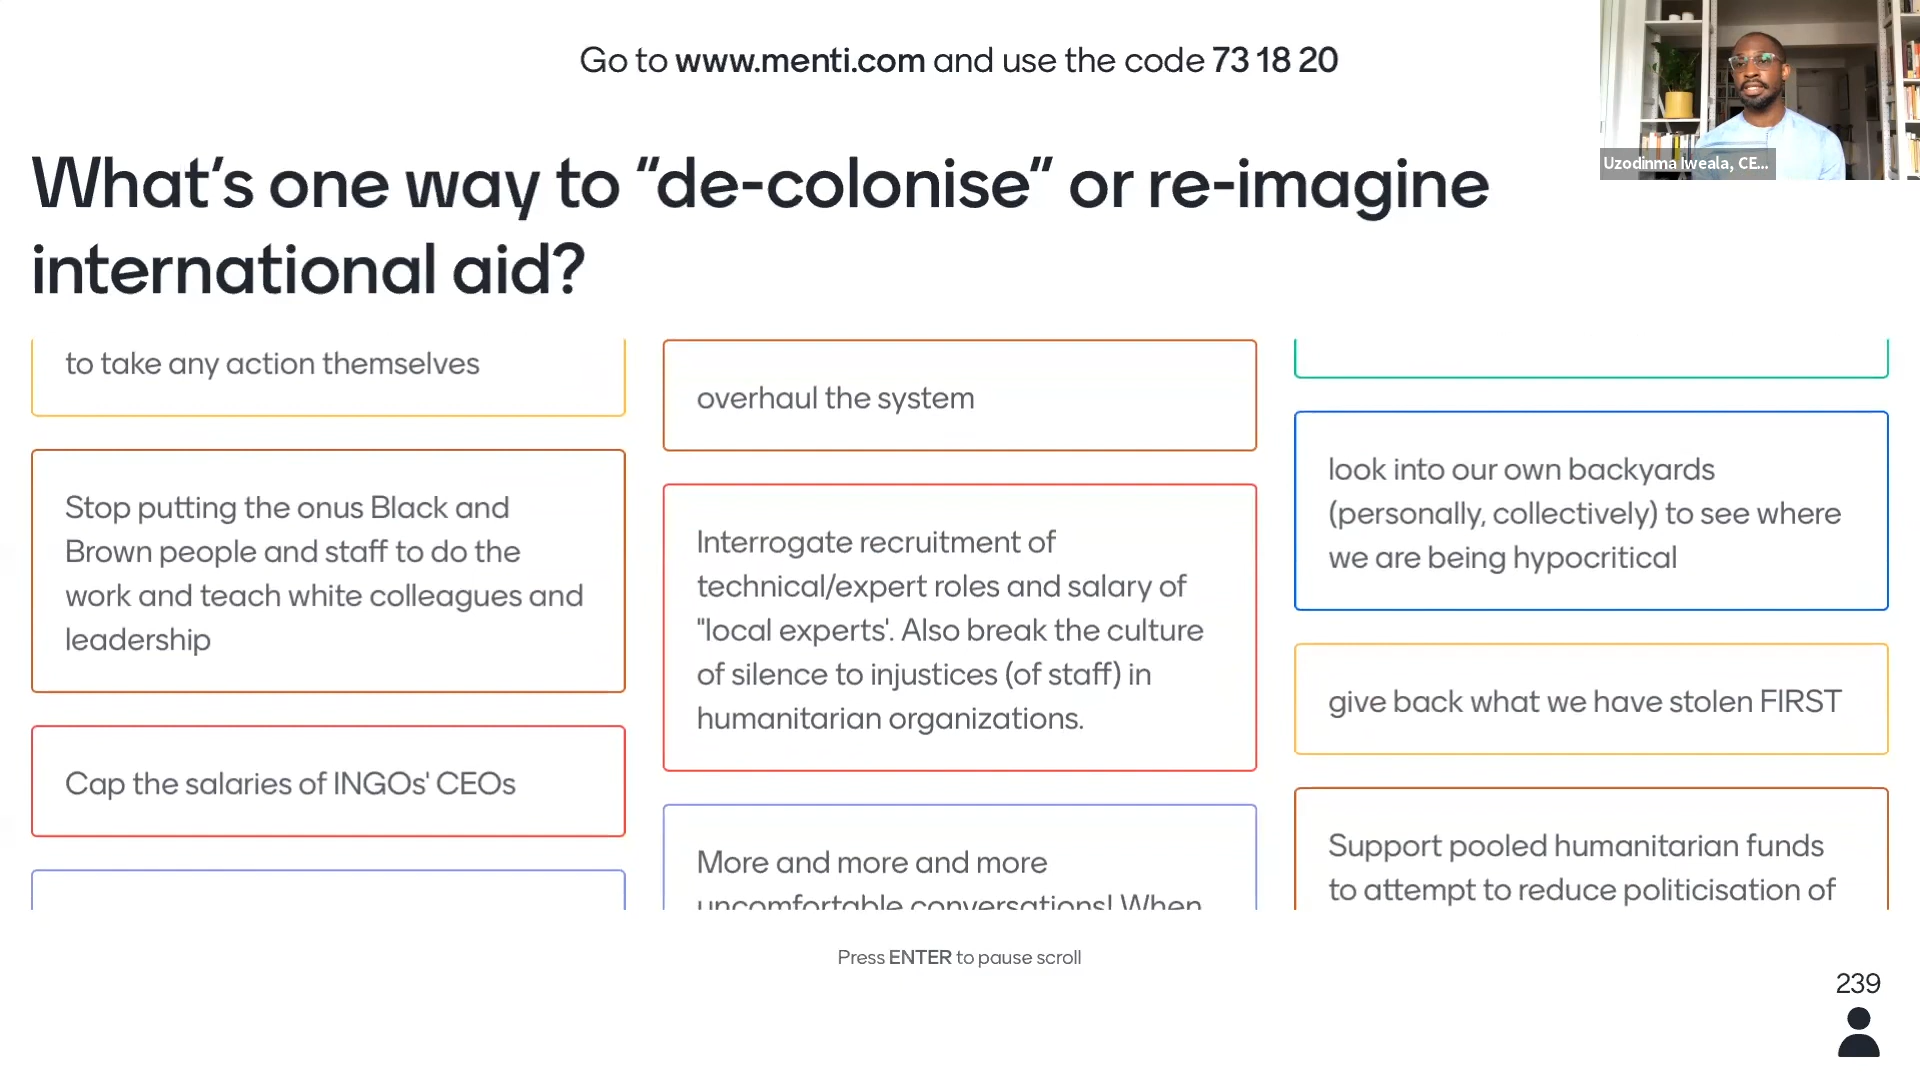 Go to www.menti.com and use the code 73 18 20
Uzodinma Iweala, CE...
What's one way to “de-colonise” or re-imagine
international aid?
to take any action themselves
Stop putting the onus Black and
Brown people and staff to do the
work and teach white colleagues and
leadership
Cap the salaries of INGOs' CEOs
overhaul the system
Interrogate recruitment of
technical/expert roles and salary of
"local experts'. Also break the culture
of silence to injustices (of staff) in
humanitarian organizations.
More and more and more
uncomfortable conversations! When
look into our own backyards
(personally, collectively) to see where
we are being hypocritical
give back what we have stolen FIRST
Support pooled humanitarian funds
to attempt to reduce politicisation of
Press ENTER to pause scroll
239